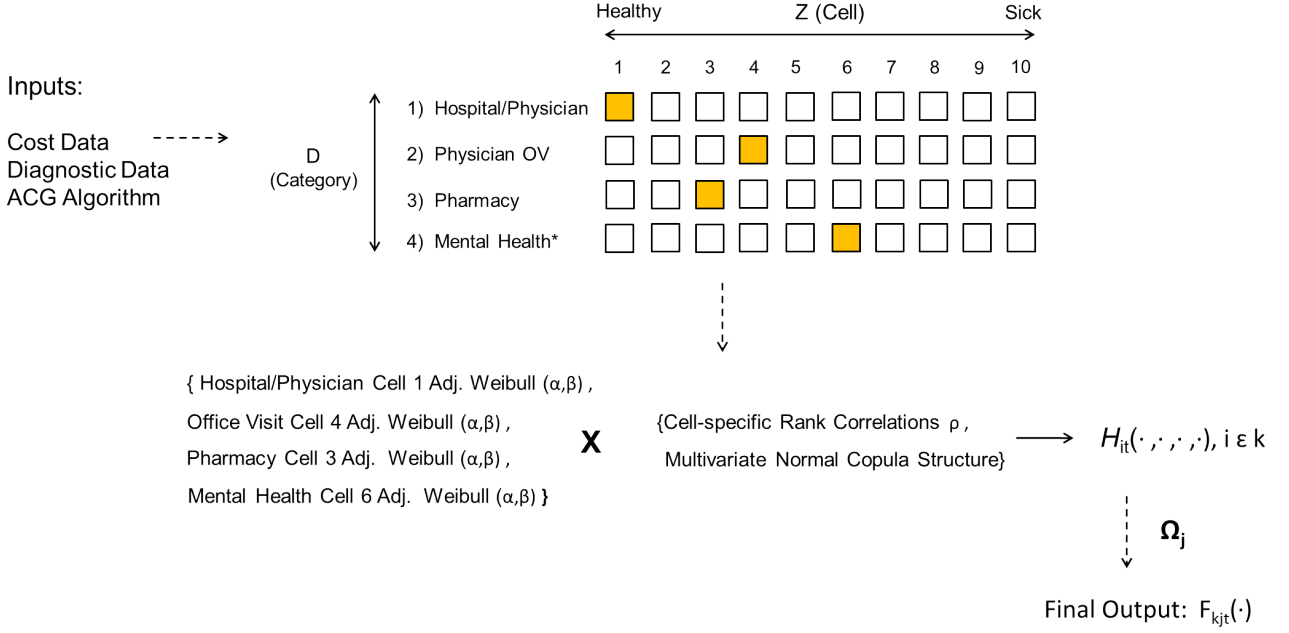 Healthy Z (Cell) Sick
1 2 3 4 5 6 7 8 9 10
Inputs:
Cost Data
Diagnostic Data
ACG Algorithm
D
(Category)
1) Hospital/Physician
2) Physician OV
3) Pharmacy
4) Mental Health*
{ Hospital/Physician Cell 1 Adj. Weibull (α,β) ,
Office Visit Cell 4 Adj. Weibull (α,β) ,
Pharmacy Cell 3 Adj. Weibull (α,β) ,
Mental Health Cell 6 Adj. Weibull (α,β) }
X
{Cell-specific Rank Correlations ρ ,
Multivariate Normal Copula Structure}
Hit(· ,· ,· ,·), i ε k
Ωj
Final Output: Fkjt(·)